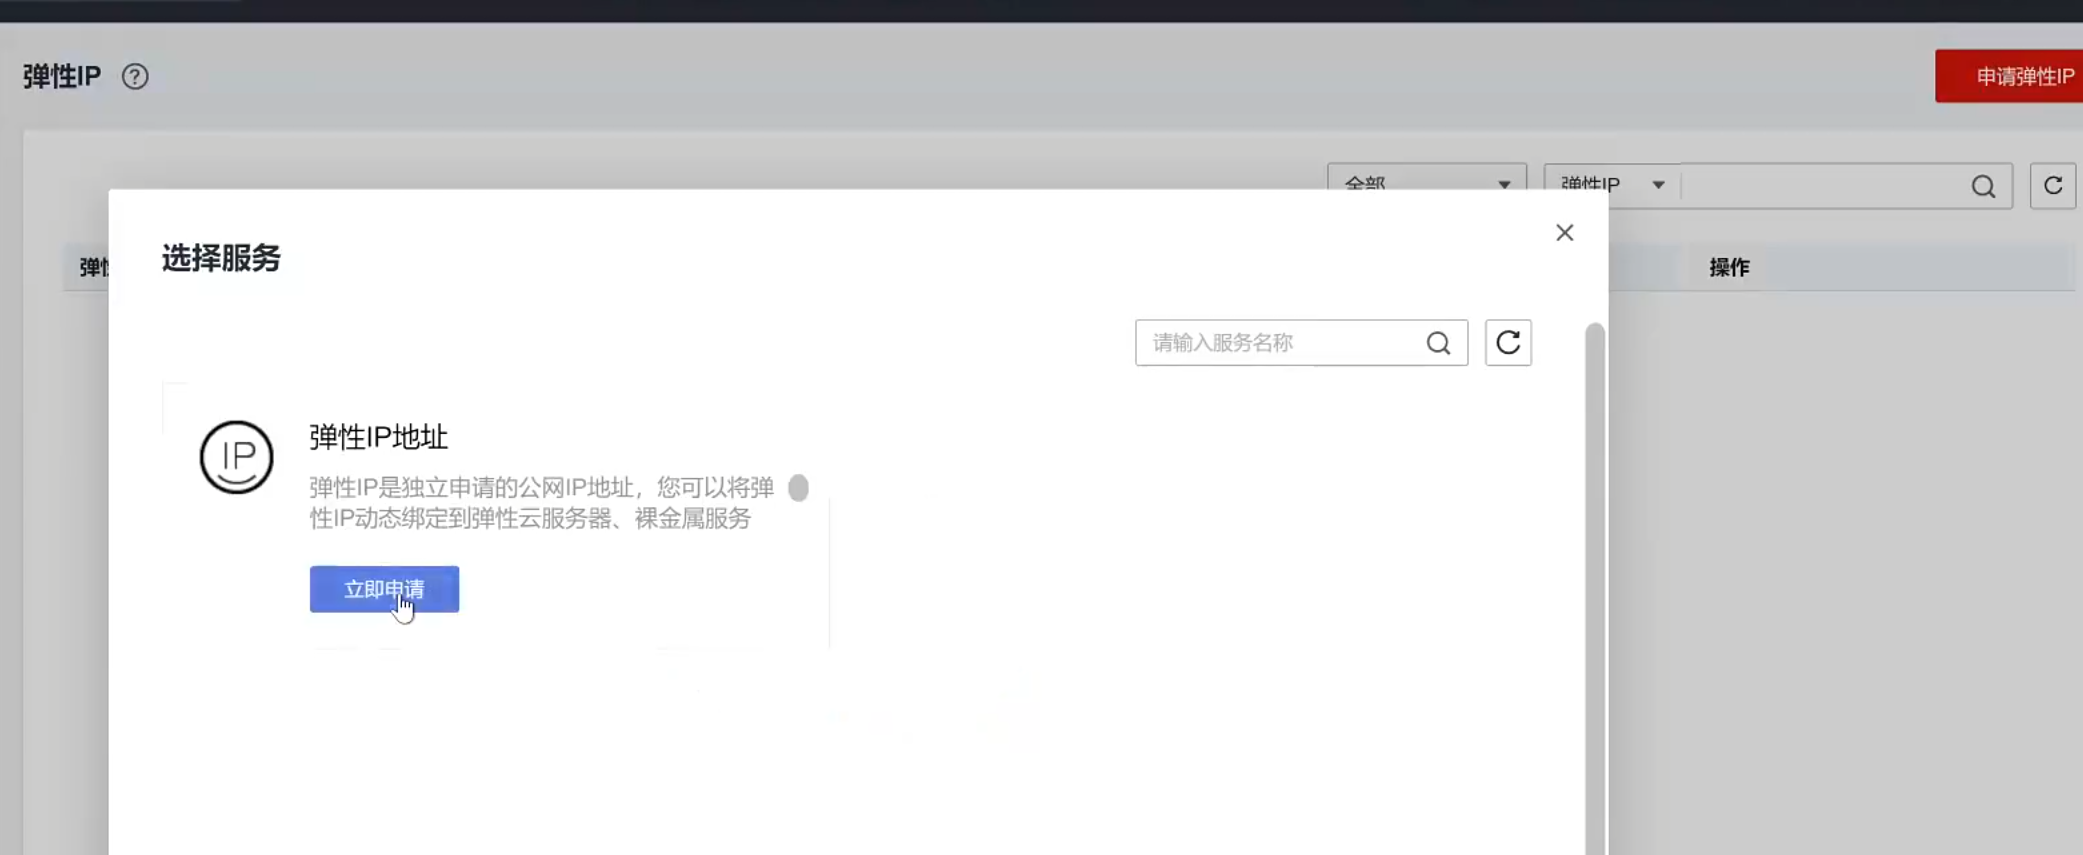 弹性IP ?
申请弹性IP
全部
弹性IP
弹性
操作
选择服务
请输入服务名称
IP
弹性IP地址
弹性IP是独立申请的公网IP地址，您可以将弹
性IP动态绑定到弹性云服务器、裸金属服务
立即申请